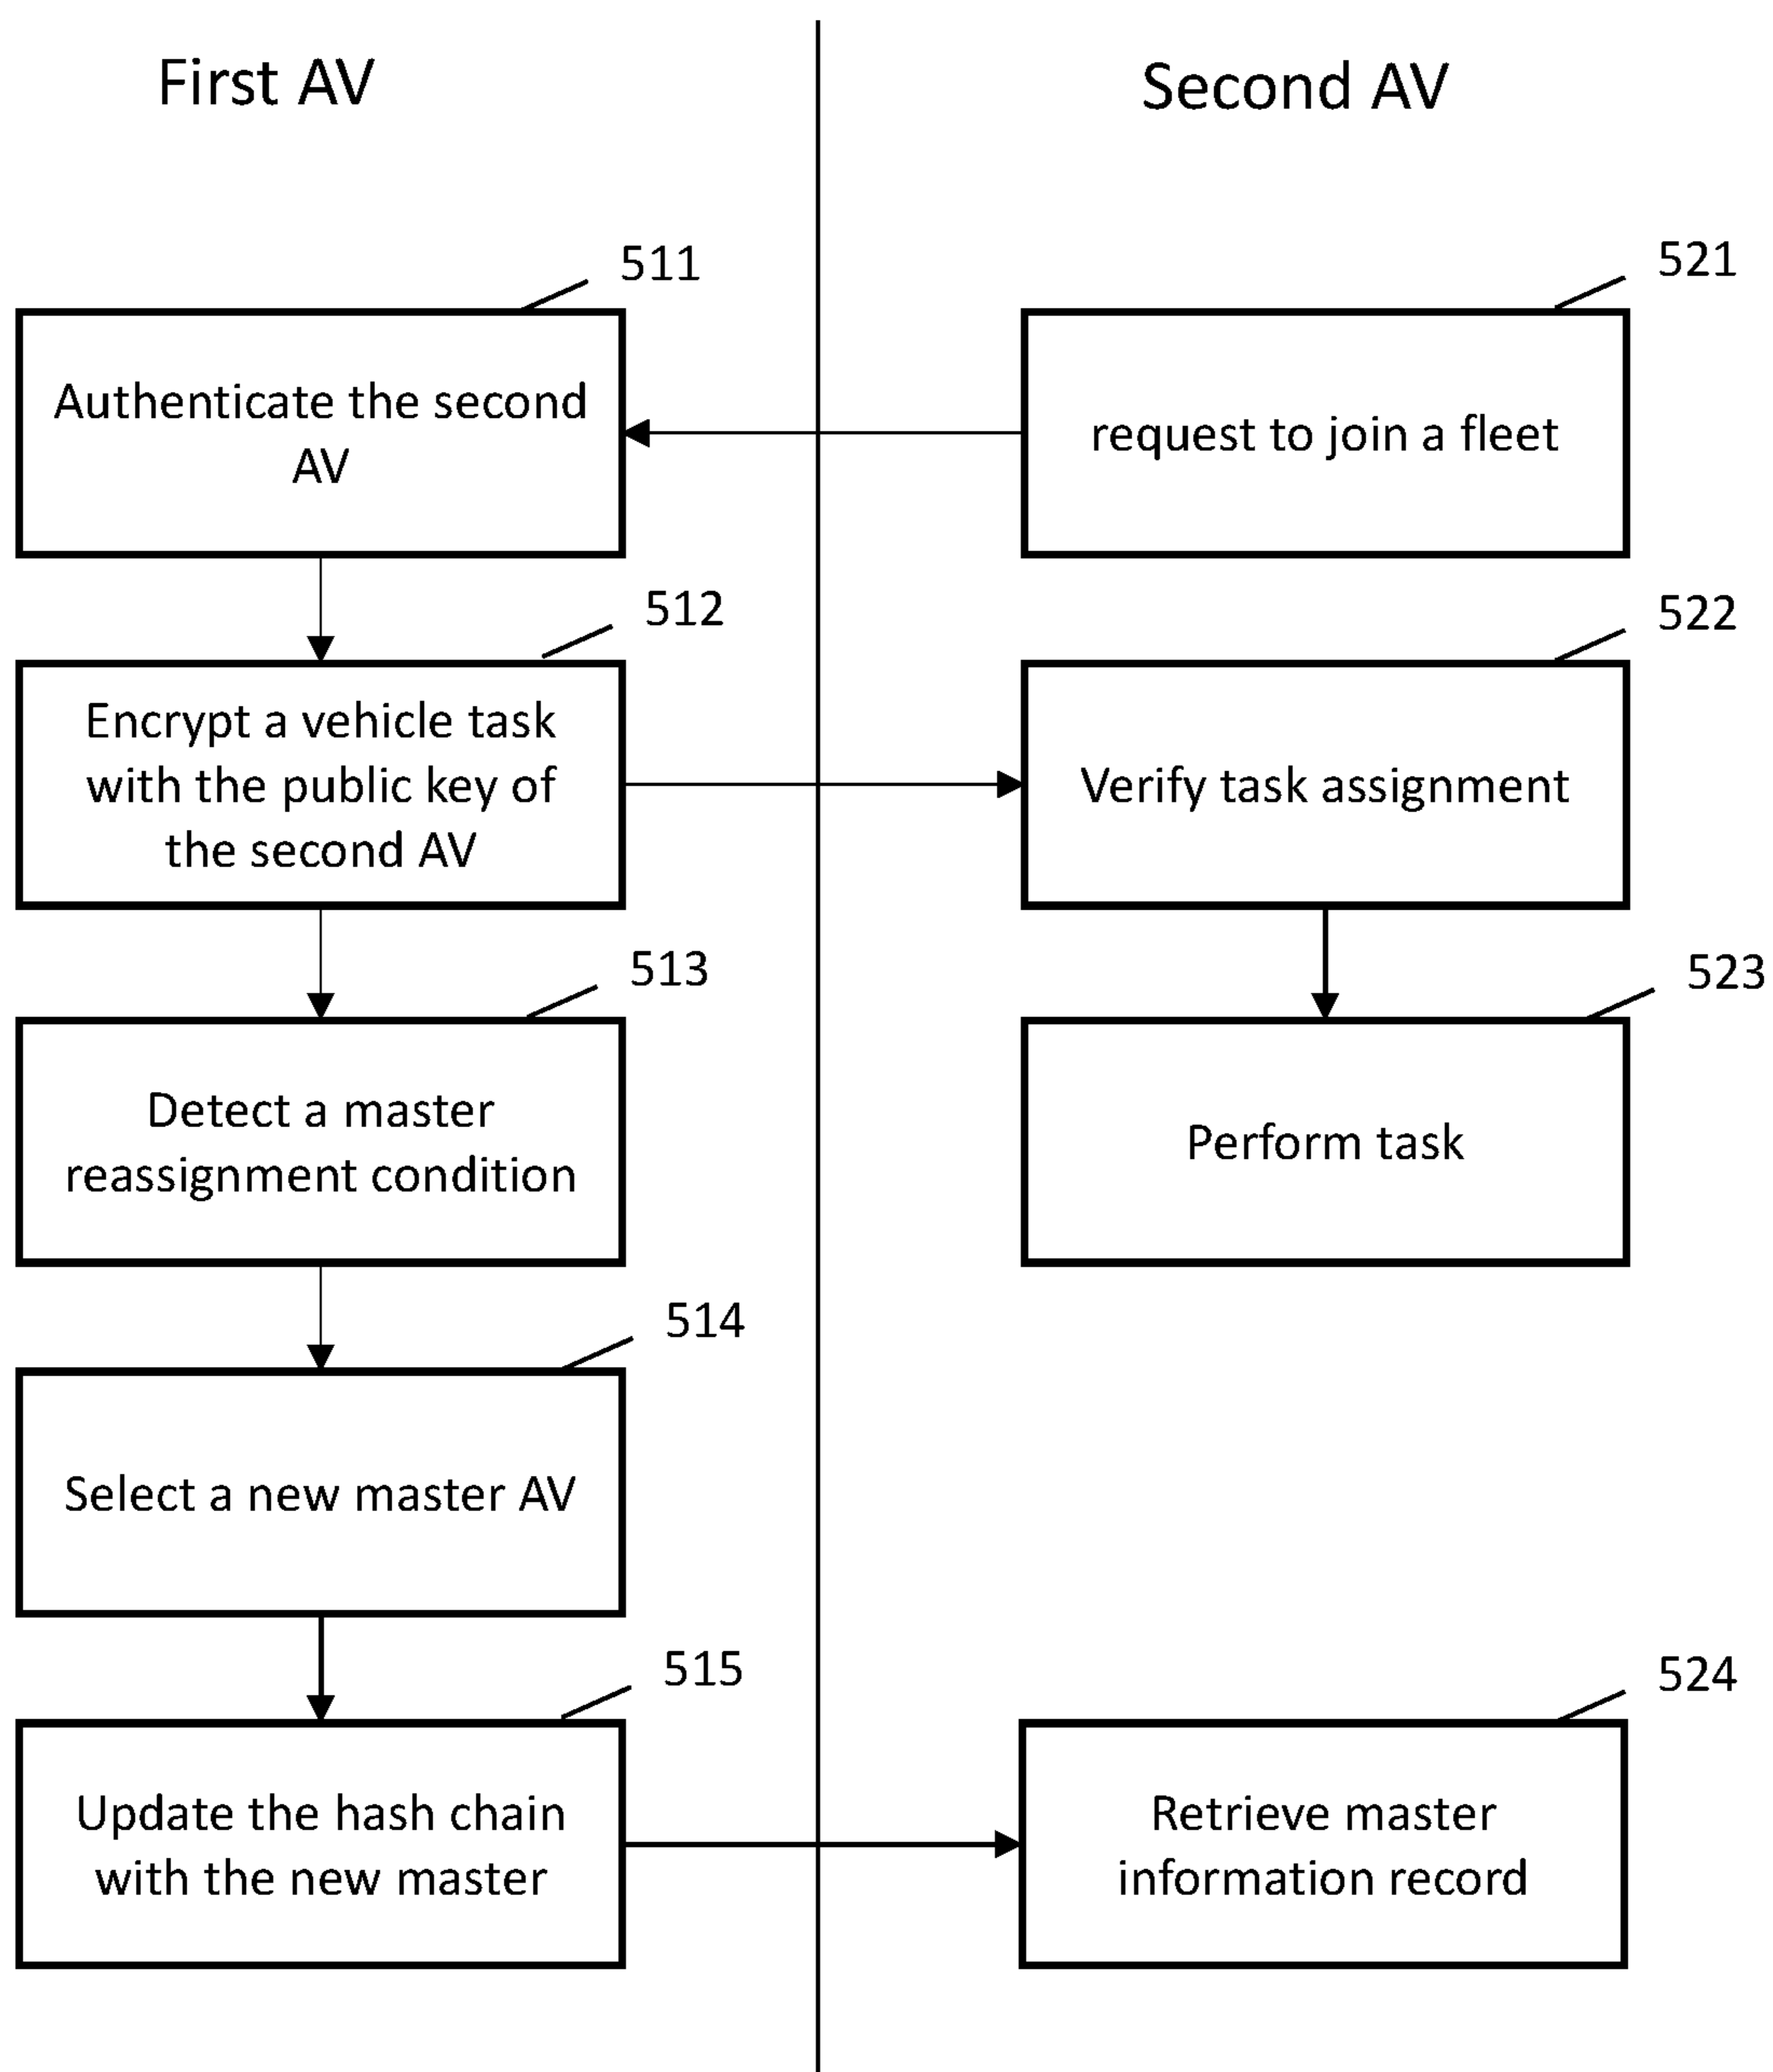 First AV
Second AV
511
521
Authenticate the second
AV
request to join a fleet
512
522
Encrypt a vehicle task
with the public key of
the second AV
Verify task assignment
513
523
Detect a master
reassignment condition
Perform task
514
Select a new master AV
515
524
Update the hash chain
with the new master
Retrieve master
information record